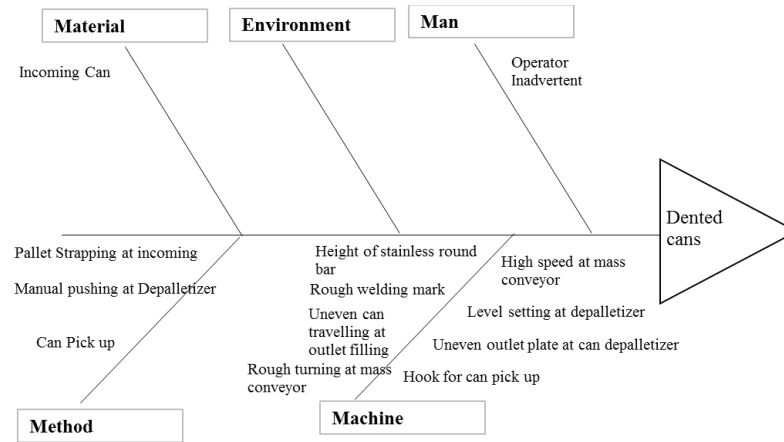 Material
Environment
Man
Incoming Can
Operator
Inadvertent
Dented
cans
Pallet Strapping at incoming
Manual pushing at Depalletizer
Can Pick up
Height of stainless round
bar
Rough welding mark
Uneven can
travelling at
outlet filling
Rough turning at mass
conveyor
High speed at mass
conveyor
Level setting at depalletizer
Uneven outlet plate at can depalletizer
Hook for can pick up
Method
Machine